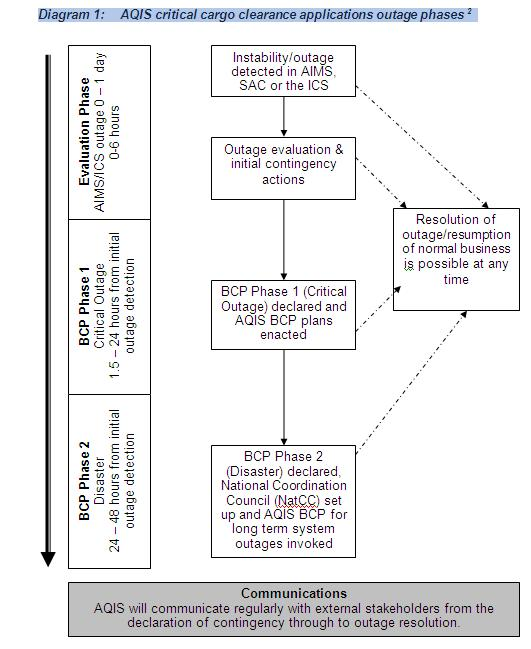 Diagram 1: AQIS critical cargo clearance applications outage phases 2
Evaluation Phase
AIMS/ICS outage 0 – 1 day
0-6 hours
BCP Phase 1
Critical Outage
1.5 – 24 hours from initial
outage detection
BCP Phase 2
Disaster
24 – 48 hours from initial
outage detection
Instability/outage
detected in AIMS,
SAC or the ICS
Outage evaluation &
initial contingency
actions
BCP Phase 1 (Critical
Outage) declared and
AQIS BCP plans
enacted
BCP Phase 2
(Disaster) declared,
National Coordination
Council (NatCC) set
up and AQIS BCP for
long term system
outages invoked
Resolution of
outage/resumption
of normal business
is possible at any
time
Communications
AQIS will communicate regularly with external stakeholders from the
declaration of contingency through to outage resolution.